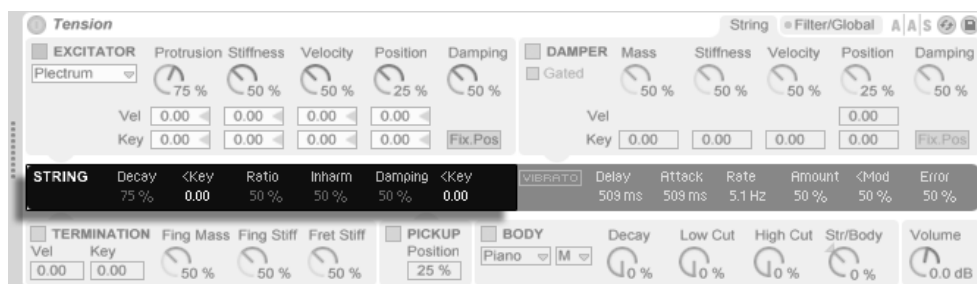 Tension String Filter/Global A A S
EXCITATOR Protrusion Stiffness Velocity Position Damping DAMPER Mass Stiffness Velocity Position Damping
Plectrum 75 % 50 % 50 % 25 % 50 % Gated 50 % 50 % 50 % 25 % 50 %
Vel 0.00 0.00 0.00 0.00 Vel 0.00
Key 0.00 0.00 0.00 0.00 Fix.Pos Key 0.00 0.00 0.00 0.00 Fix.Pos
STRING Decay <Key Ratio Inharm Damping <Key VIBRATO Delay Attack Rate Amount <Mod Error
75 % 0.00 50 % 50 % 50 % 0.00 509 ms 509 ms 5.1 Hz 50 % 50 % 50 %
TERMINATION Fing Mass Fing Stiff Fret Stiff PICKUP BODY Decay Low Cut High Cut Str/Body Volume
Vel Key Position Piano M
0.00 0.00 50 % 50 % 50 % 25 % 0 % 0 % 0 % 0 % 0.0 dB